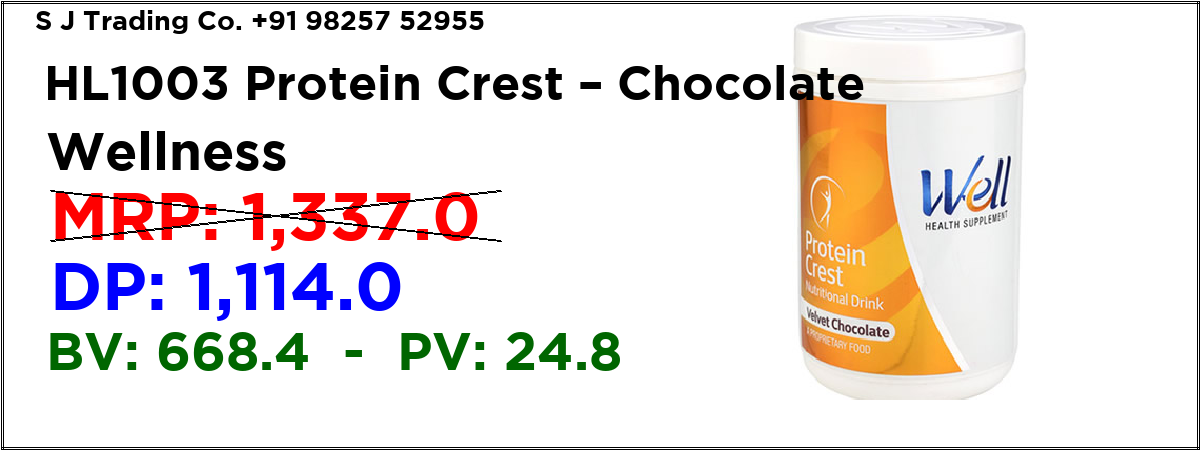 S J Trading Co. +91 98257 52955
HL1003 Protein Crest – Chocolate
Wellness
MRP: 1,337.0
DP: 1,114.0
BV: 668.4 - PV: 24.8
Well
HEALTH SUPPLEMENT
Protein
Crest
Nutritional Drink
Velvet Chocolate
PROPRIETARY FOOD